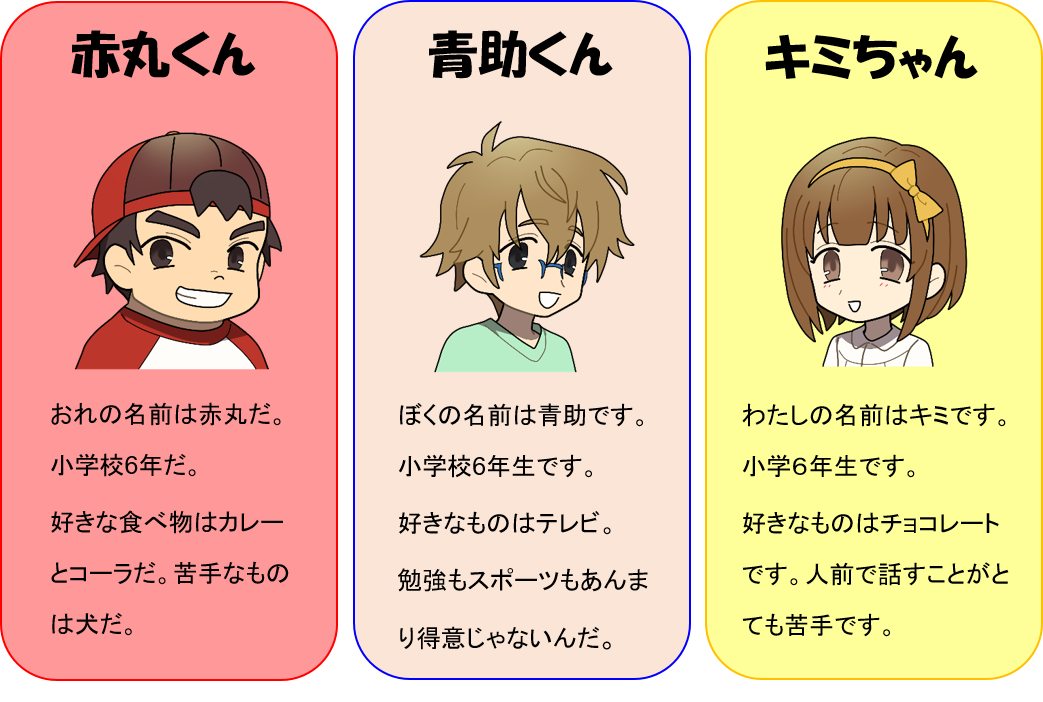 赤丸くん
おれの名前は赤丸だ。
小学校6年だ。
好きな食べ物はカレー
とコーラだ。苦手なもの
は犬だ。
青助くん
ぼくの名前は青助です。
小学校6年生です。
好きなものはテレビ。
勉強もスポーツもあんま
り得意じゃないんだ。
キミちゃん
わたしの名前はキミです。
小学６年生です。
好きなものはチョコレート
です。人前で話すことがと
ても苦手です。